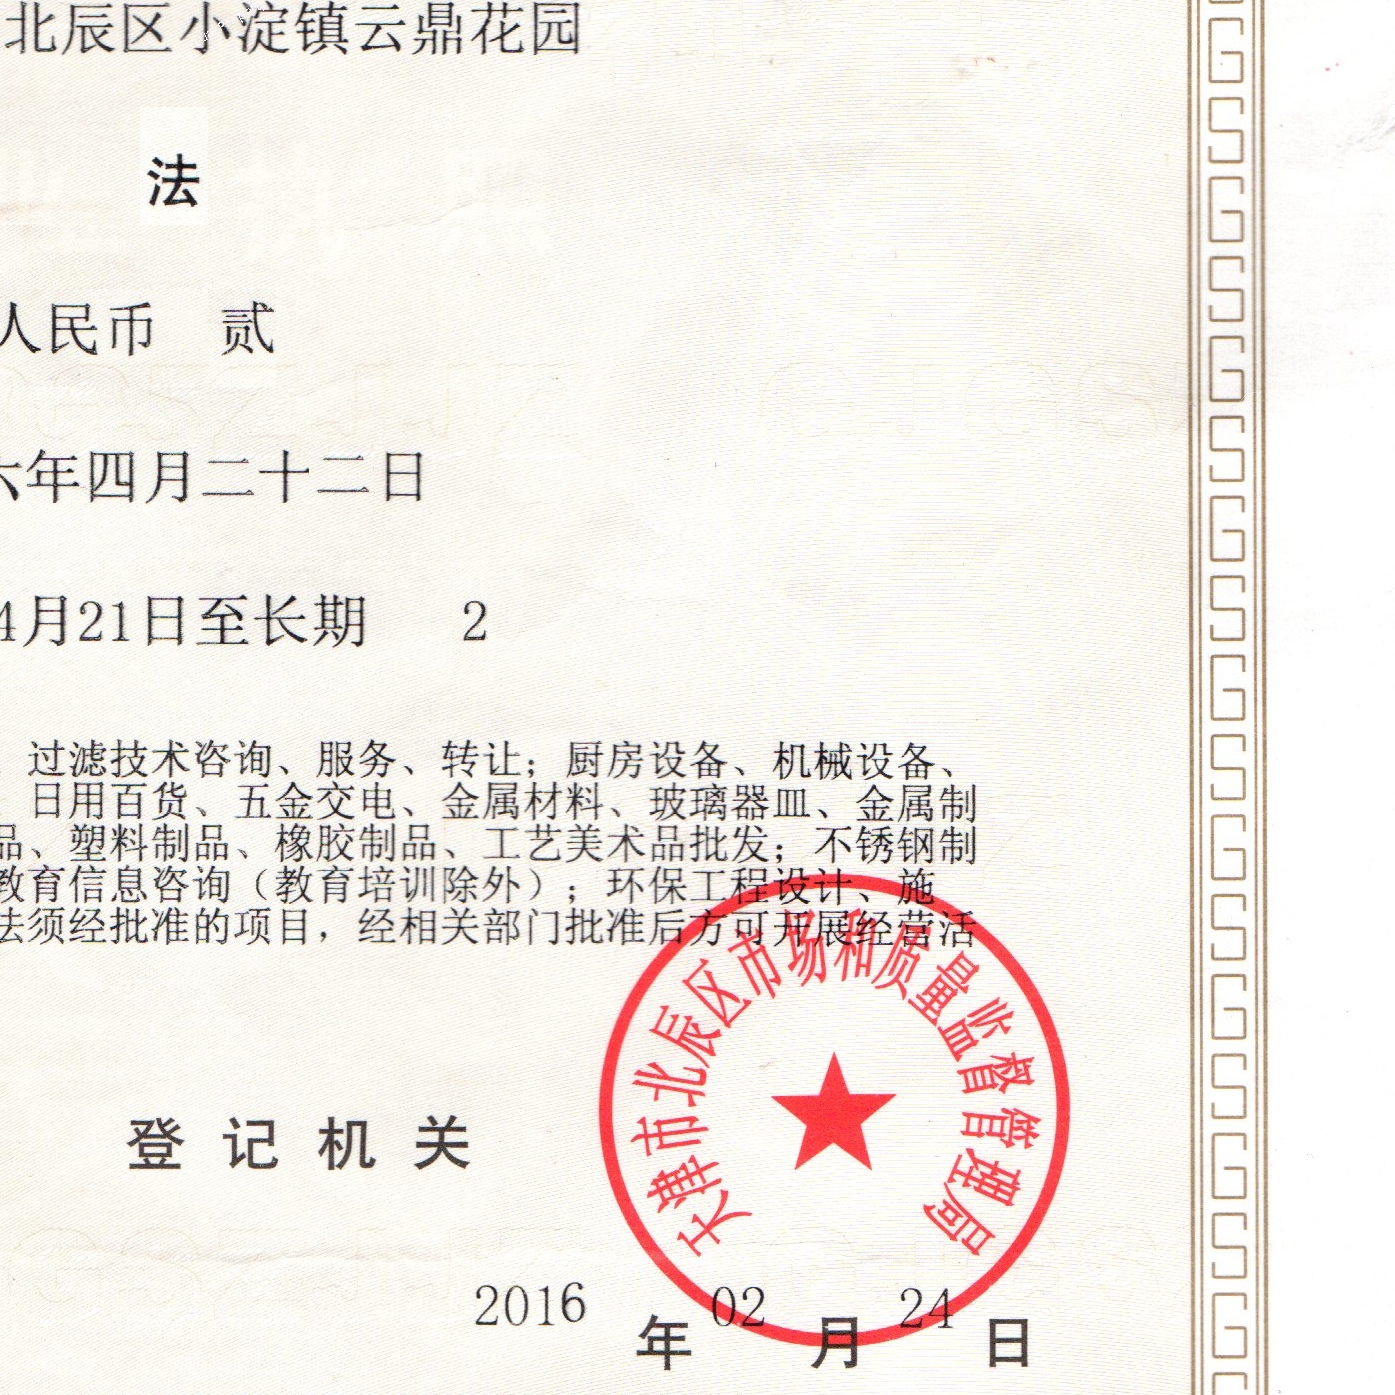 北辰区小淀镇云鼎花园
法
人民币 贰
六年四月二十二日
4月21日至长期 2
过滤技术咨询、服务、转让；厨房设备、机械设备、
日用百货、五金交电、金属材料、玻璃器皿、金属制
品、塑料制品、橡胶制品、工艺美术品批发；不锈钢制
教育信息咨询（教育培训除外）；环保工程设计、施
法须经批准的项目，经相关部门批准后方可开展经营活
天津市北辰区市场和质量监督管理局
登记机关
2016年02月24日